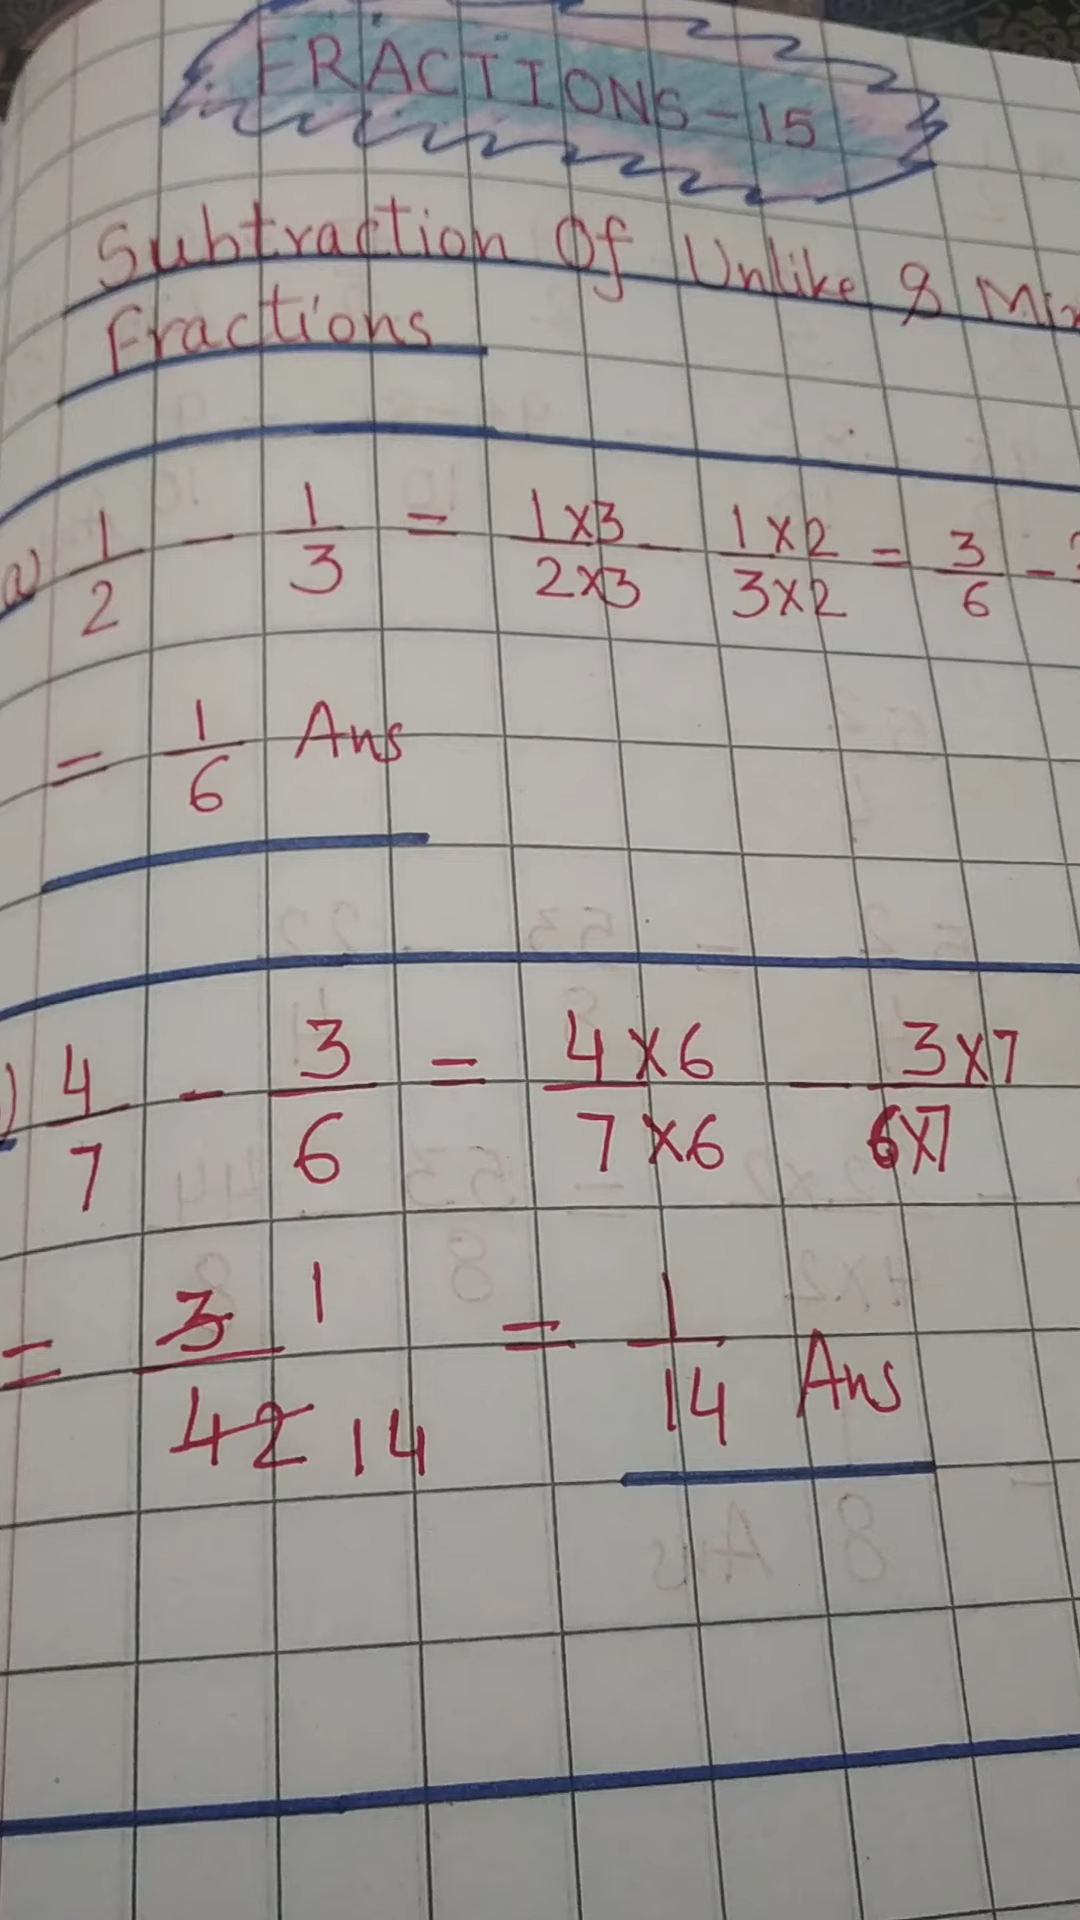 FRACTIONS-15
Subtraction Of Unlike &
Fractions
a) 1/2 - 1/3 = 1×3/2×3 - 1×2/3×2 = 3/6 -
= 1/6 Ans
) 4/7 - 3/6 = 4×6/7×6 - 3×7/6×7
= 3/42 1/14 = 1/14 Ans